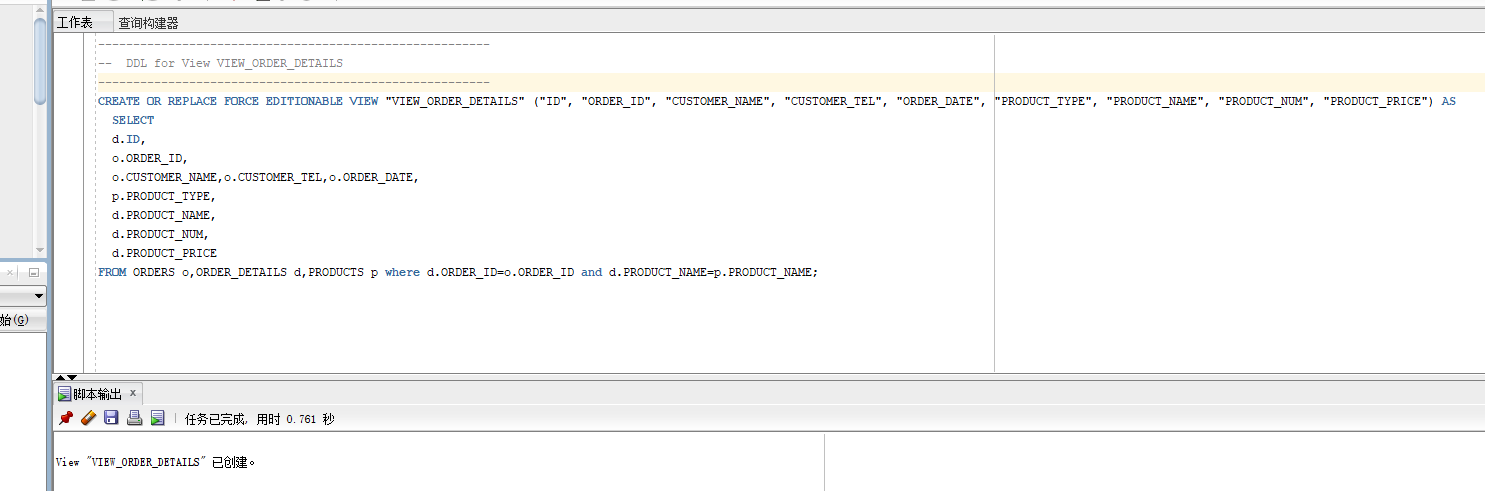 工作表 查询构建器
--------------------------------------------------------
--  DDL for View VIEW_ORDER_DETAILS
--------------------------------------------------------
CREATE OR REPLACE FORCE EDITIONABLE VIEW "VIEW_ORDER_DETAILS" ("ID", "ORDER_ID", "CUSTOMER_NAME", "CUSTOMER_TEL", "ORDER_DATE", "PRODUCT_TYPE", "PRODUCT_NAME", "PRODUCT_NUM", "PRODUCT_PRICE") AS
SELECT
d.ID,
o.ORDER_ID,
o.CUSTOMER_NAME,o.CUSTOMER_TEL,o.ORDER_DATE,
p.PRODUCT_TYPE,
d.PRODUCT_NAME,
d.PRODUCT_NUM,
d.PRODUCT_PRICE
FROM ORDERS o,ORDER_DETAILS d,PRODUCTS p where d.ORDER_ID=o.ORDER_ID and d.PRODUCT_NAME=p.PRODUCT_NAME;
始(G)
脚本输出 x
任务已完成, 用时 0.761 秒
View "VIEW_ORDER_DETAILS" 已创建。